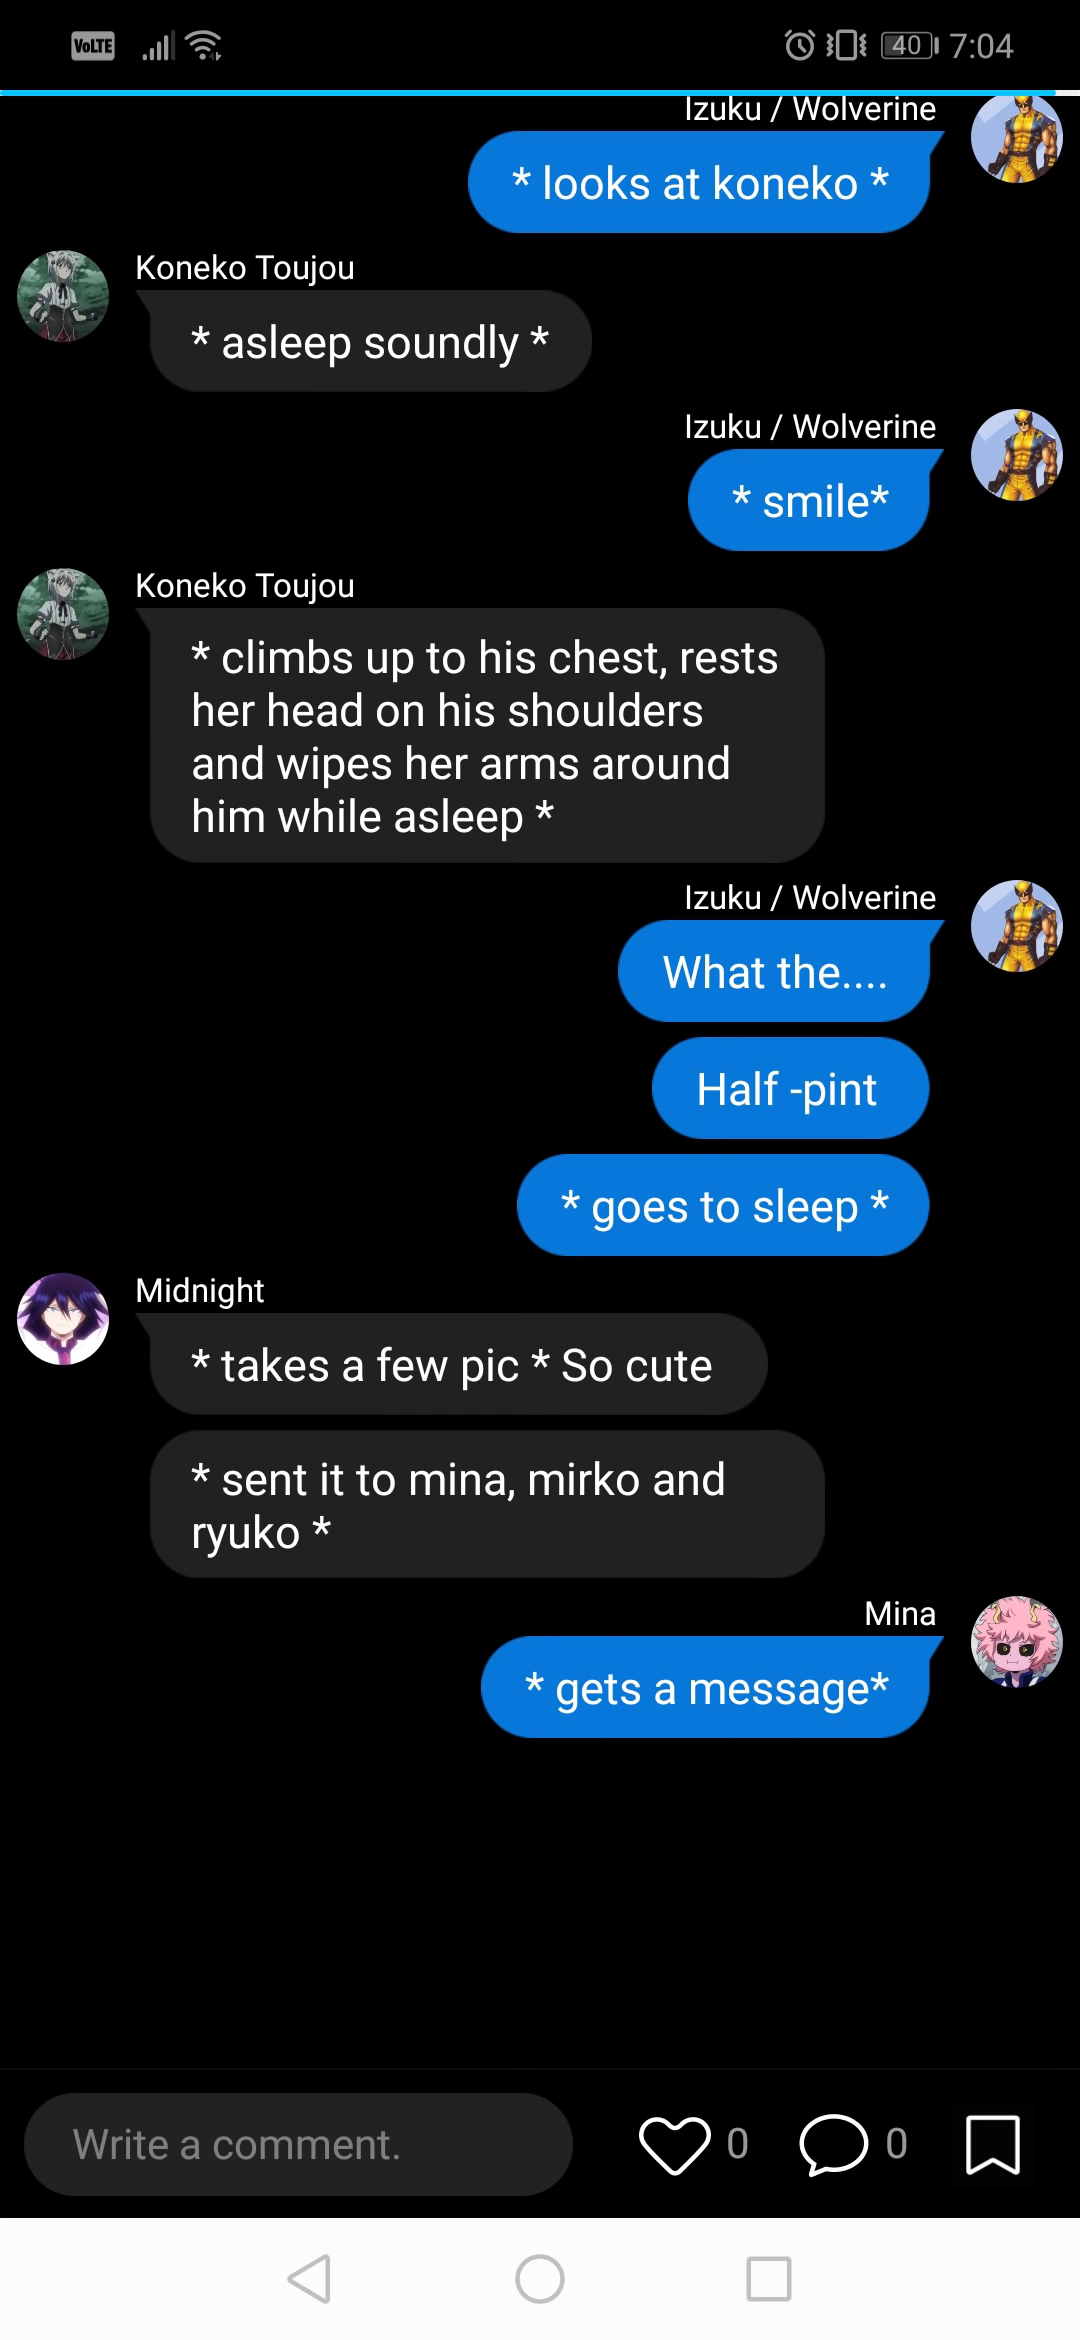 VoLTE 40 7:04
Izuku / Wolverine
* looks at koneko *
Koneko Toujou
* asleep soundly *
Izuku / Wolverine
* smile*
Koneko Toujou
* climbs up to his chest, rests
her head on his shoulders
and wipes her arms around
him while asleep *
Izuku / Wolverine
What the....
Half -pint
* goes to sleep *
Midnight
* takes a few pic * So cute
* sent it to mina, mirko and
ryuko *
Mina
* gets a message*
Write a comment. 0 0